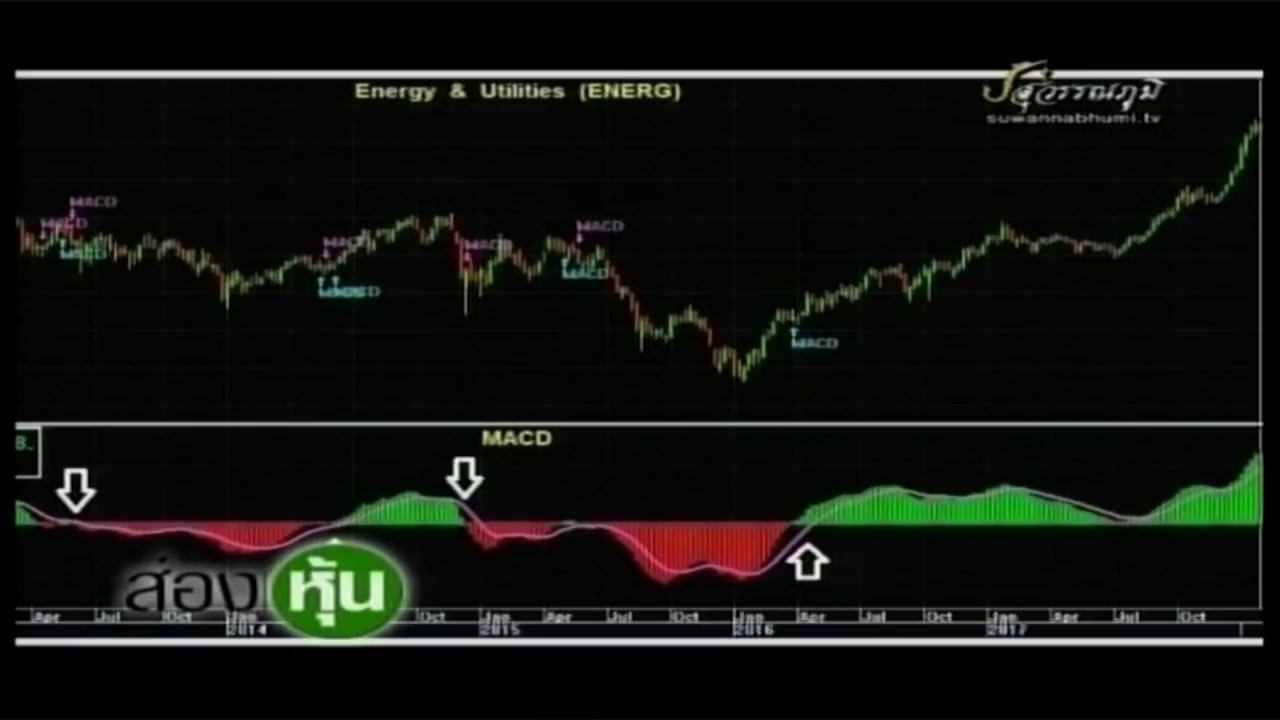 Energy & Utilities (ENERG)
สุวรรณภูมิ
suwannabhumi.tv
MACD
MACD
MACD
MACD
MACD
MACD
MACD
MACD
MACD
MACD
MACD
ส่อง หุ้น
Apr Jul Oct Jan Oct Jan Apr Jul Oct Jan Apr Jul Oct Jan Apr Jul Oct
2014 2015 2016 2017